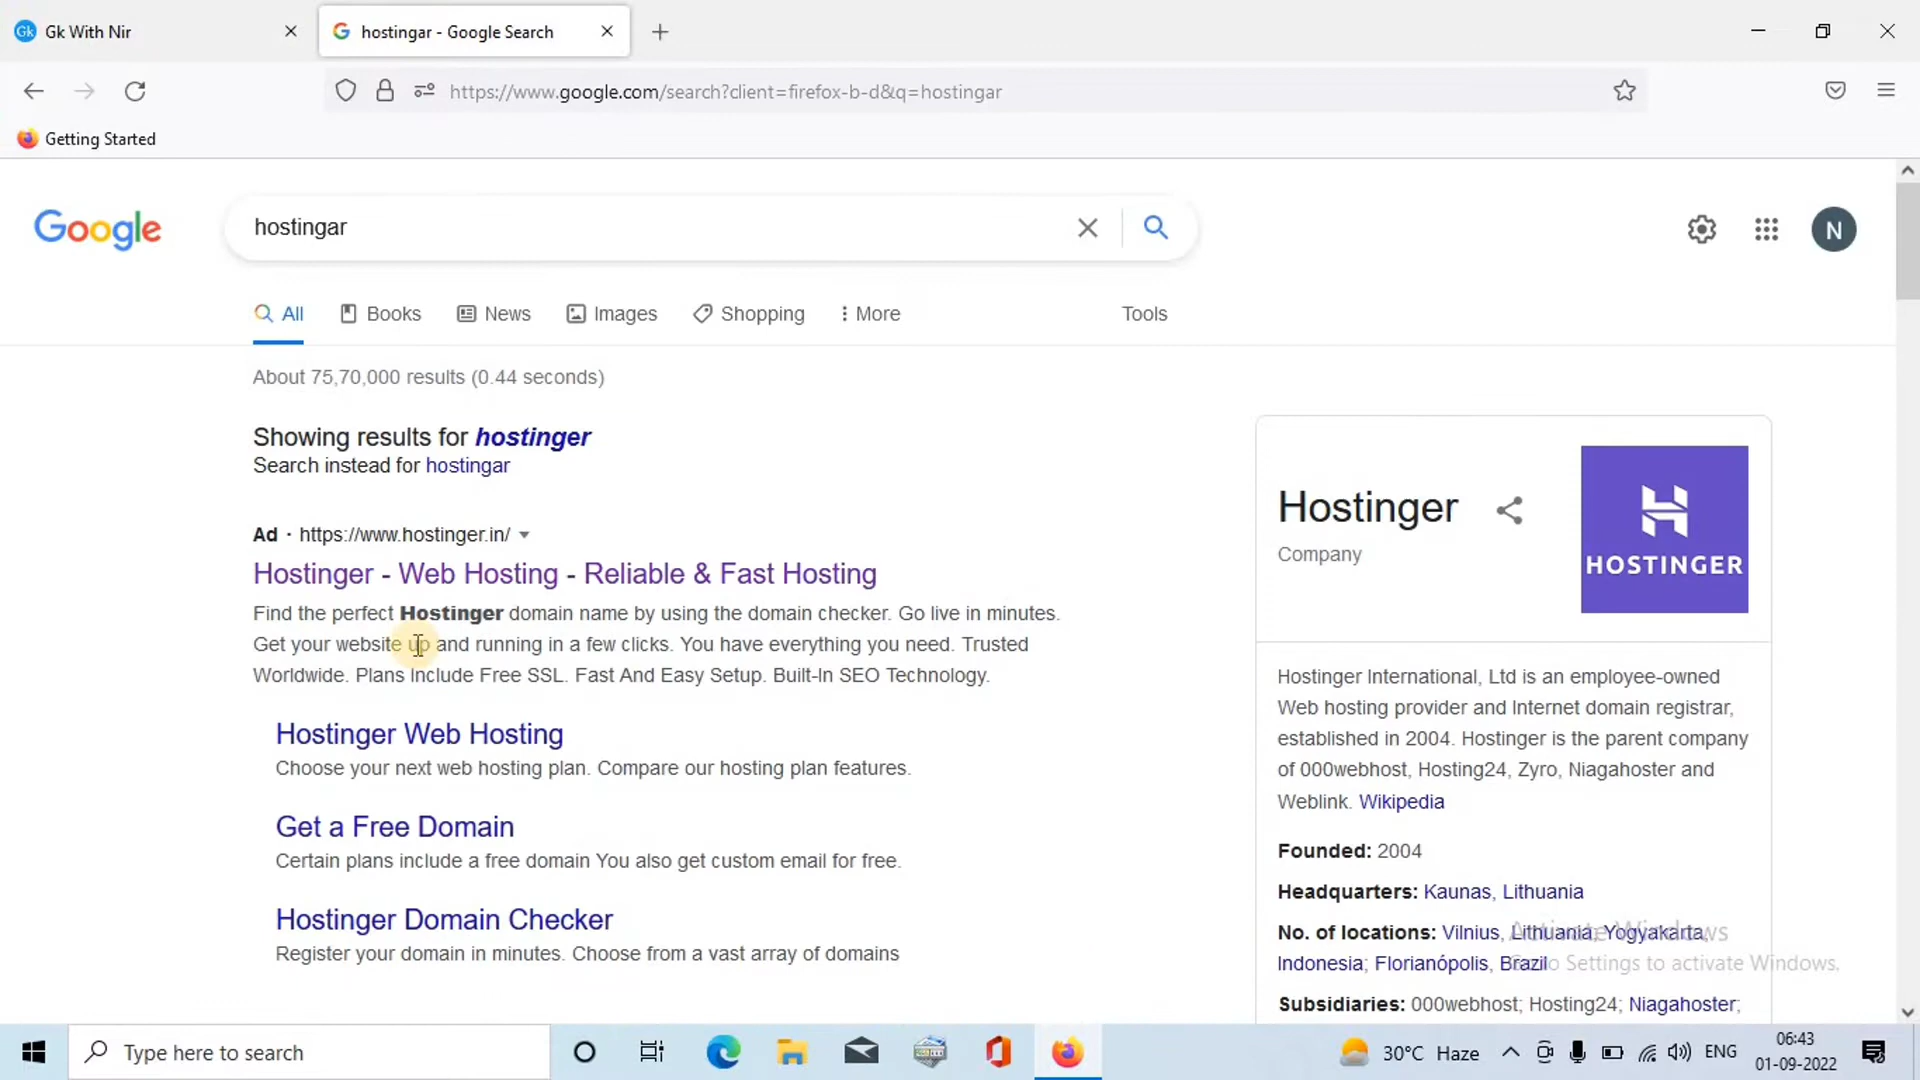 Gk
Gk With Nir
hostingar - Google Search
https://www.google.com/search?client=firefox-b-d&q=hostingar
Getting Started
Google
hostingar
N
All
Books
News
Images
Shopping
More
Tools
About 75,70,000 results (0.44 seconds)
Showing results for hostinger
Search instead for hostingar
Ad · https://www.hostinger.in/
Hostinger - Web Hosting - Reliable & Fast Hosting
Find the perfect Hostinger domain name by using the domain checker. Go live in minutes.
Get your website up and running in a few clicks. You have everything you need. Trusted
Worldwide. Plans Include Free SSL. Fast And Easy Setup. Built-In SEO Technology.
Hostinger Web Hosting
Choose your next web hosting plan. Compare our hosting plan features.
Get a Free Domain
Certain plans include a free domain You also get custom email for free.
Hostinger Domain Checker
Register your domain in minutes. Choose from a vast array of domains
Hostinger
Company
HOSTINGER
Hostinger International, Ltd is an employee-owned
Web hosting provider and Internet domain registrar,
established in 2004. Hostinger is the parent company
of 000webhost, Hosting24, Zyro, Niagahoster and
Weblink. Wikipedia
Founded: 2004
Headquarters: Kaunas, Lithuania
No. of locations: Vilnius, Lithuania, Yogyakarta,
Indonesia; Florianópolis, Brazil
Subsidiaries: 000webhost; Hosting24; Niagahoster;
Activate Windows
Go to Settings to activate Windows.
Type here to search
30°C Haze
ENG
06:43
01-09-2022